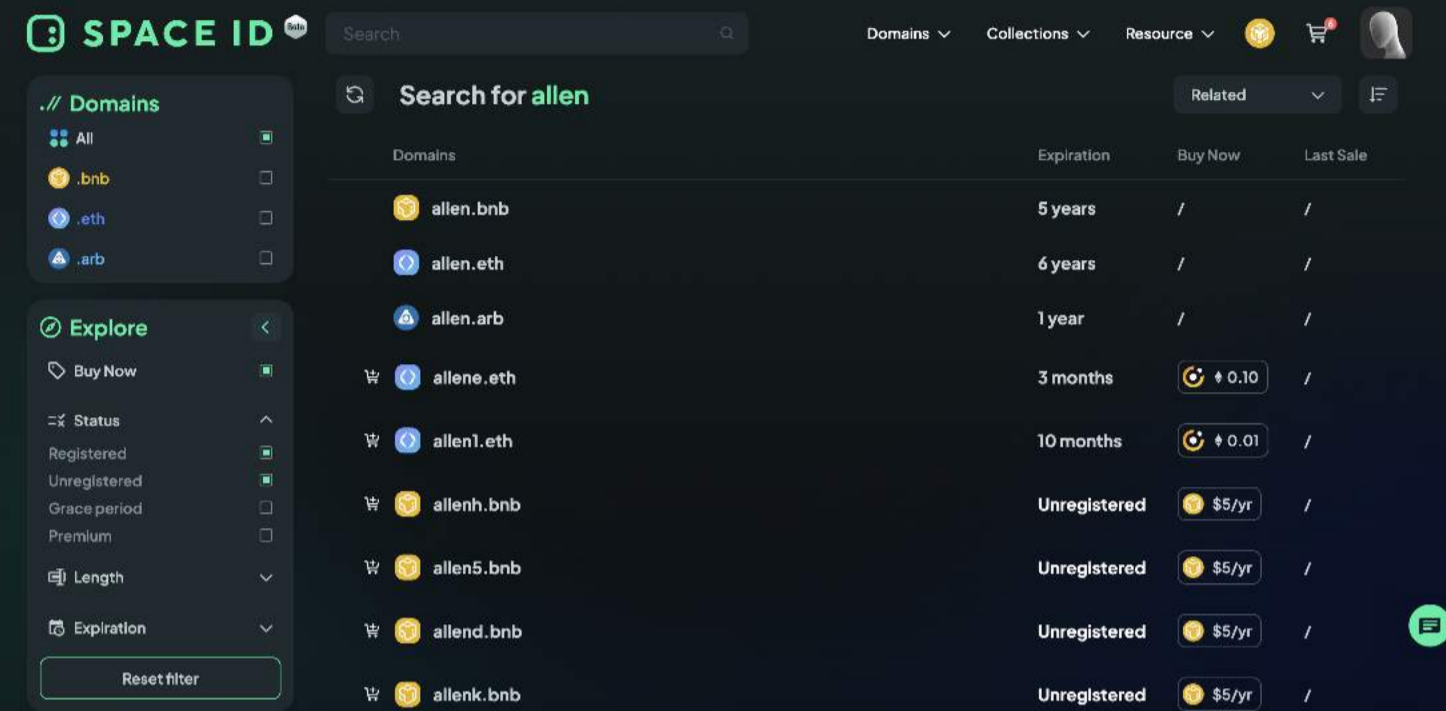 SPACE ID Beta
Search
Domains
Collections
Resource
6
.// Domains
All
.bnb
.eth
.arb
Explore
Buy Now
Status
Registered
Unregistered
Grace period
Premium
Length
Expiration
Reset filter
Search for allen
Related
Domains Expiration Buy Now Last Sale
allen.bnb 5 years / /
allen.eth 6 years / /
allen.arb 1 year / /
allene.eth 3 months 0.10 /
allen1.eth 10 months 0.01 /
allenh.bnb Unregistered $5/yr /
allen5.bnb Unregistered $5/yr /
allend.bnb Unregistered $5/yr /
allenk.bnb Unregistered $5/yr /